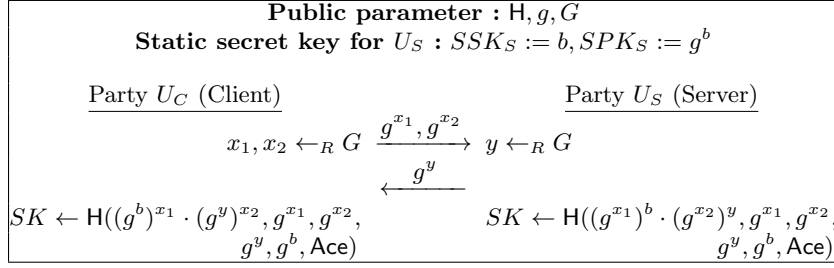 Public parameter : H, g, G
Static secret key for U_S : SSK_S := b, SPK_S := g^b
Party U_C (Client) Party U_S (Server)
x_1, x_2 ←_R G g^{x_1}, g^{x_2} y ←_R G
g^y
SK ← H((g^b)^{x_1} · (g^y)^{x_2}, g^{x_1}, g^{x_2}, SK ← H((g^{x_1})^b · (g^{x_2})^y, g^{x_1}, g^{x_2},
g^y, g^b, Ace) g^y, g^b, Ace)